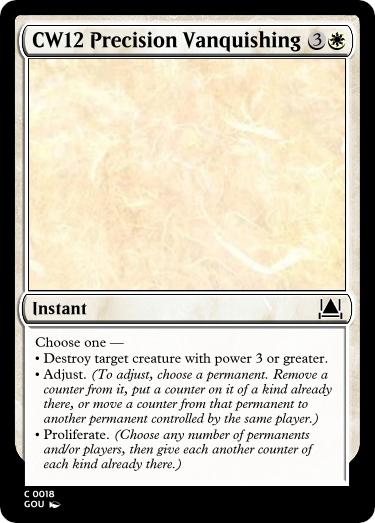 CW12 Precision Vanquishing 3
Instant
Choose one —
• Destroy target creature with power 3 or greater.
• Adjust. (To adjust, choose a permanent. Remove a
counter from it, put a counter on it of a kind already
there, or move a counter from that permanent to
another permanent controlled by the same player.)
• Proliferate. (Choose any number of permanents
and/or players, then give each another counter of
each kind already there.)
C 0018
GOU